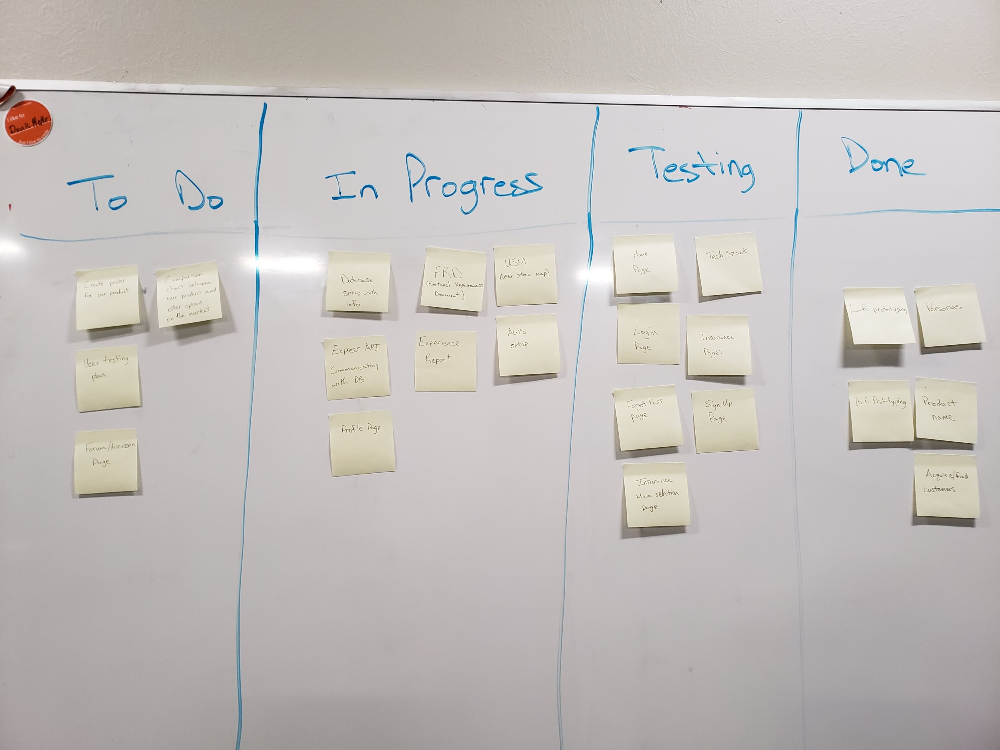 I like to
Dank MeMe
but I live to code
To Do
Create poster
for our product
Comparison
chart between
our product and
other options
on the market
User testing
plan
Forum/discussion
Page
In Progress
Database
setup with
info
FRD
(Functional Requirements
Document)
USM
(user story map)
Express API
Communicating
with DB
Experience
Report
AWS
setup
Profile Page
Testing
Home
Page
Tech Stack
Login
Page
Insurance
Pages
Forgot Pass
page
Sign Up
Page
Insurance
Main selection
page
Done
Lo-fi prototyping
Personas
Hi-fi Prototyping
Product
name
Acquire/find
customers